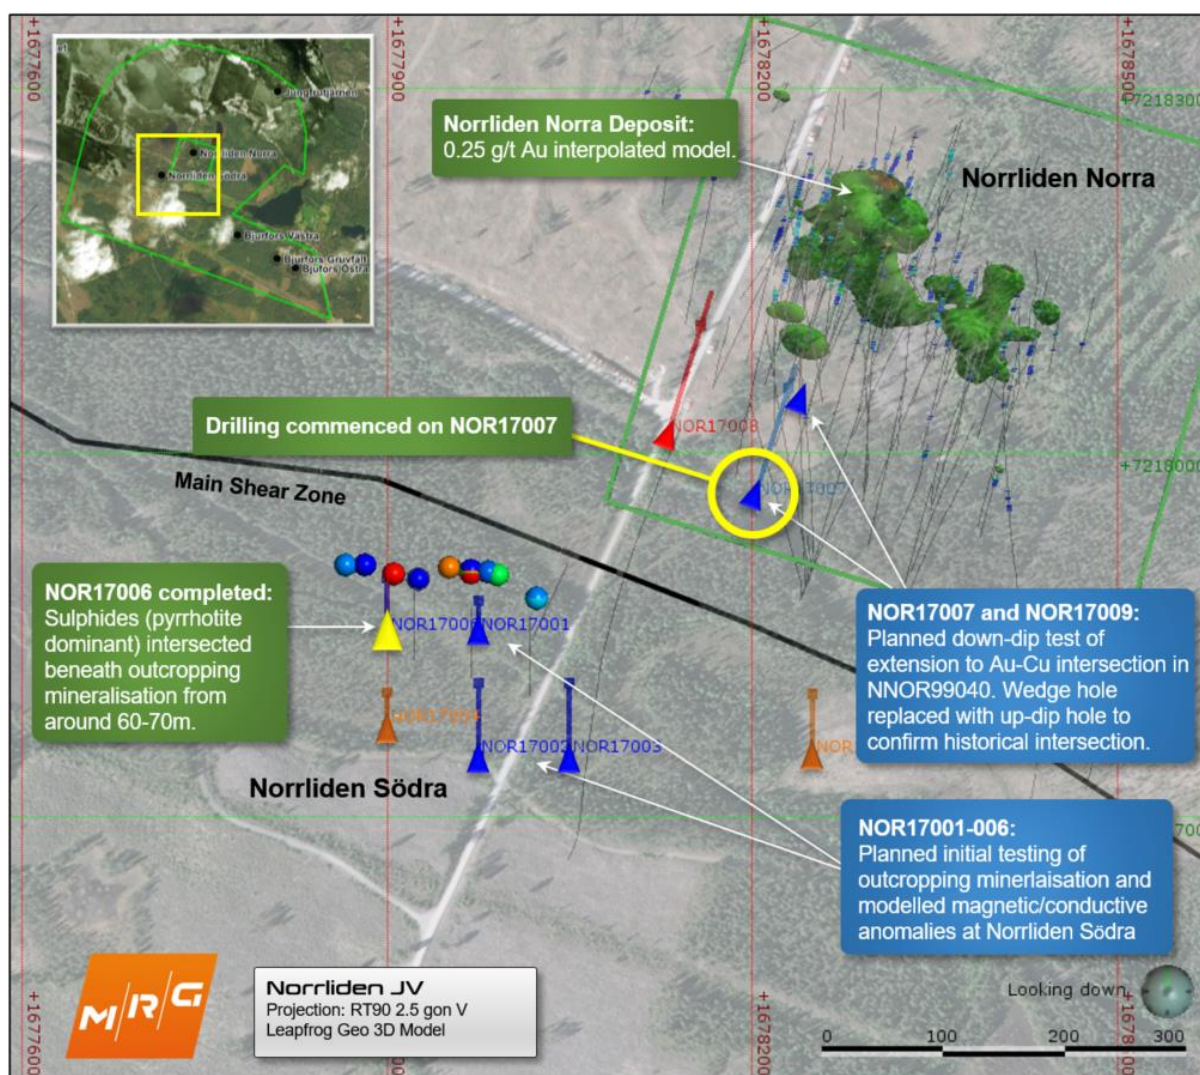 +1677600
+1677900
+1678200
+1678500
+7218300
Jungfrutjärnen
Norrliden Norra
Norrliden Södra
Bjurfors Västra
Bjurfors Gruvfält
Bjufors Östra
Norrliden Norra Deposit:
0.25 g/t Au interpolated model.
Norrliden Norra
Drilling commenced on NOR17007
NOR17008
+7218000
NOR17007
Main Shear Zone
NOR17006 completed:
Sulphides (pyrrhotite
dominant) intersected
beneath outcropping
mineralisation from
around 60-70m.
NOR17006
NOR17001
NOR17002
NOR17003
Norrliden Södra
NOR17007 and NOR17009:
Planned down-dip test of
extension to Au-Cu intersection in
NNOR99040. Wedge hole
replaced with up-dip hole to
confirm historical intersection.
NOR17001-006:
Planned initial testing of
outcropping minerlaisation and
modelled magnetic/conductive
anomalies at Norrliden Södra
M/R/G
Norrliden JV
Projection: RT90 2.5 gon V
Leapfrog Geo 3D Model
Looking down
0 100 200 300
+1677600
+1677900
+1678200